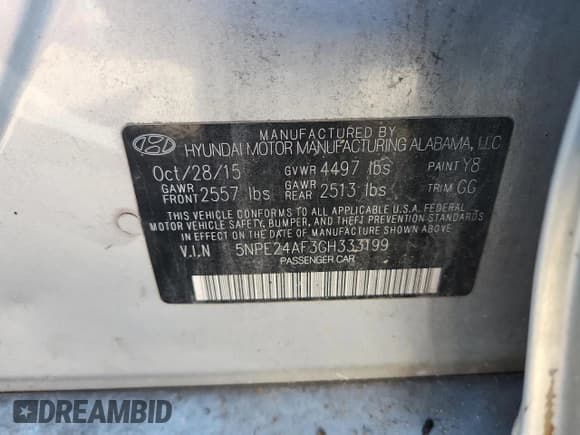 MANUFACTURED BY
HYUNDAI MOTOR MANUFACTURING ALABAMA, LLC
Oct/28/15 GVWR 4497 lbs PAINT Y8
GAWR FRONT 2557 lbs GAWR REAR 2513 lbs TRIM GG
THIS VEHICLE CONFORMS TO ALL APPLICABLE U.S.A. FEDERAL
MOTOR VEHICLE SAFETY, BUMPER, AND THEFT PREVENTION STANDARDS
IN EFFECT ON THE DATE OF MANUFACTURE SHOWN ABOVE
V.I.N 5NPE24AF3GH333199
PASSENGER CAR
DREAMBID